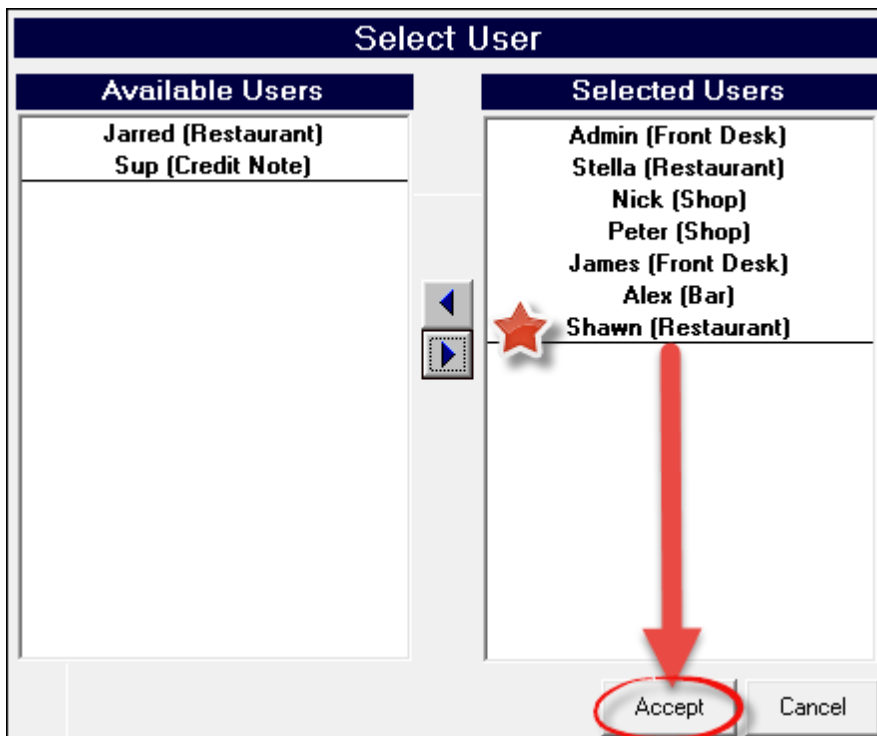 Select User
Available Users
Jarred (Restaurant)
Sup (Credit Note)
Selected Users
Admin (Front Desk)
Stella (Restaurant)
Nick (Shop)
Peter (Shop)
James (Front Desk)
Alex (Bar)
Shawn (Restaurant)
Accept
Cancel